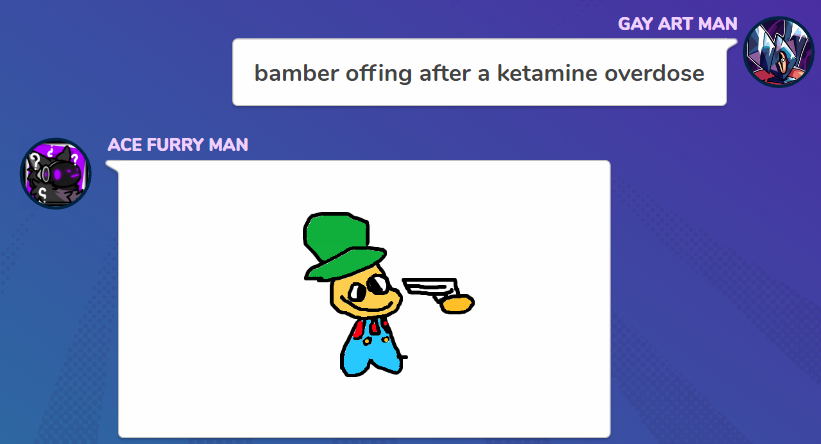 GAY ART MAN
bamber offing after a ketamine overdose
ACE FURRY MAN
? ¿ ?
S